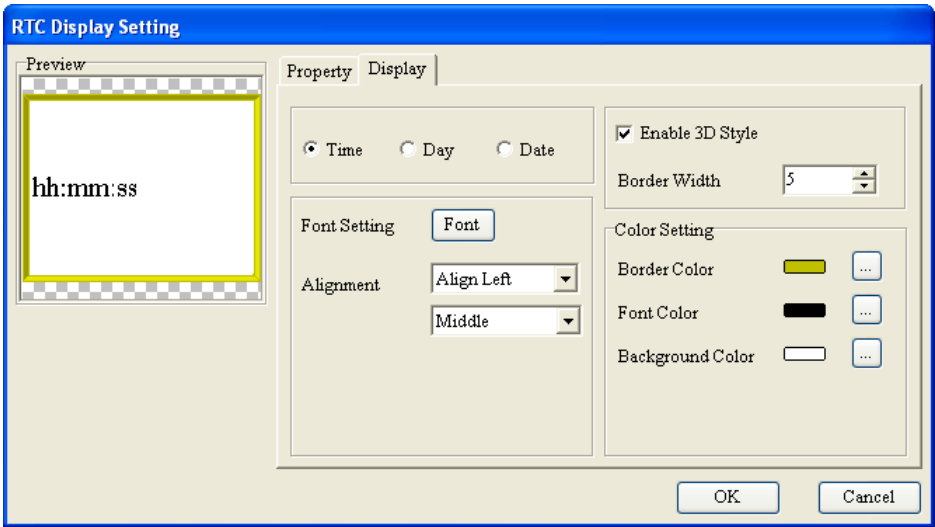 RTC Display Setting
Preview
hh:mm:ss
Property Display
Time Day Date
Font Setting Font
Alignment Align Left
Middle
Enable 3D Style
Border Width 5
Color Setting
Border Color ...
Font Color ...
Background Color ...
OK Cancel